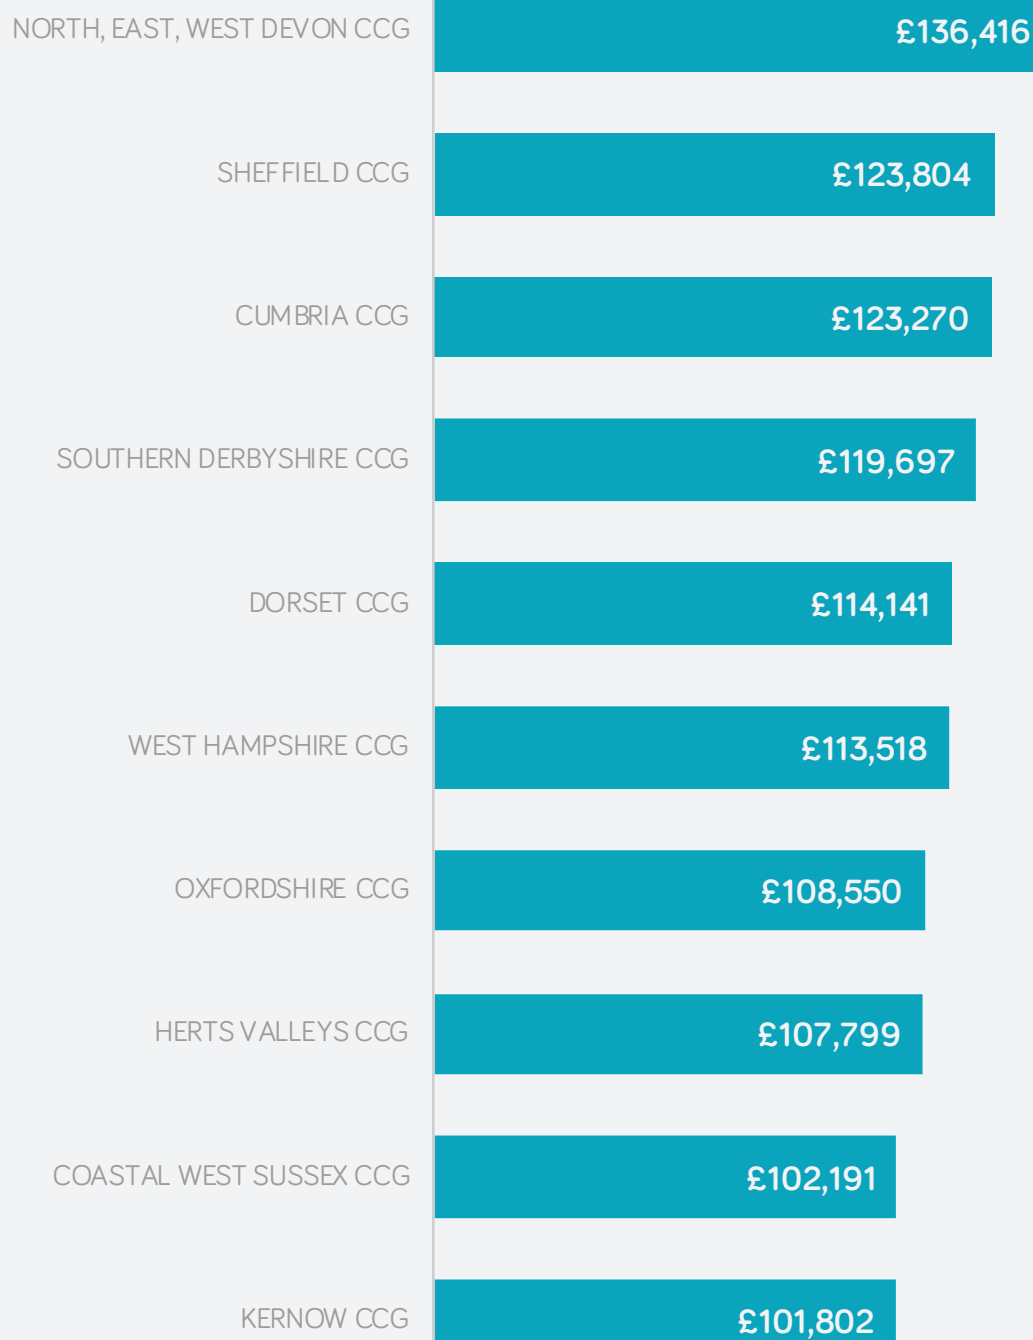 NORTH, EAST, WEST DEVON CCG £136,416
SHEFFIELD CCG £123,804
CUMBRIA CCG £123,270
SOUTHERN DERBYSHIRE CCG £119,697
DORSET CCG £114,141
WEST HAMPSHIRE CCG £113,518
OXFORDSHIRE CCG £108,550
HERTS VALLEYS CCG £107,799
COASTAL WEST SUSSEX CCG £102,191
KERNOW CCG £101,802